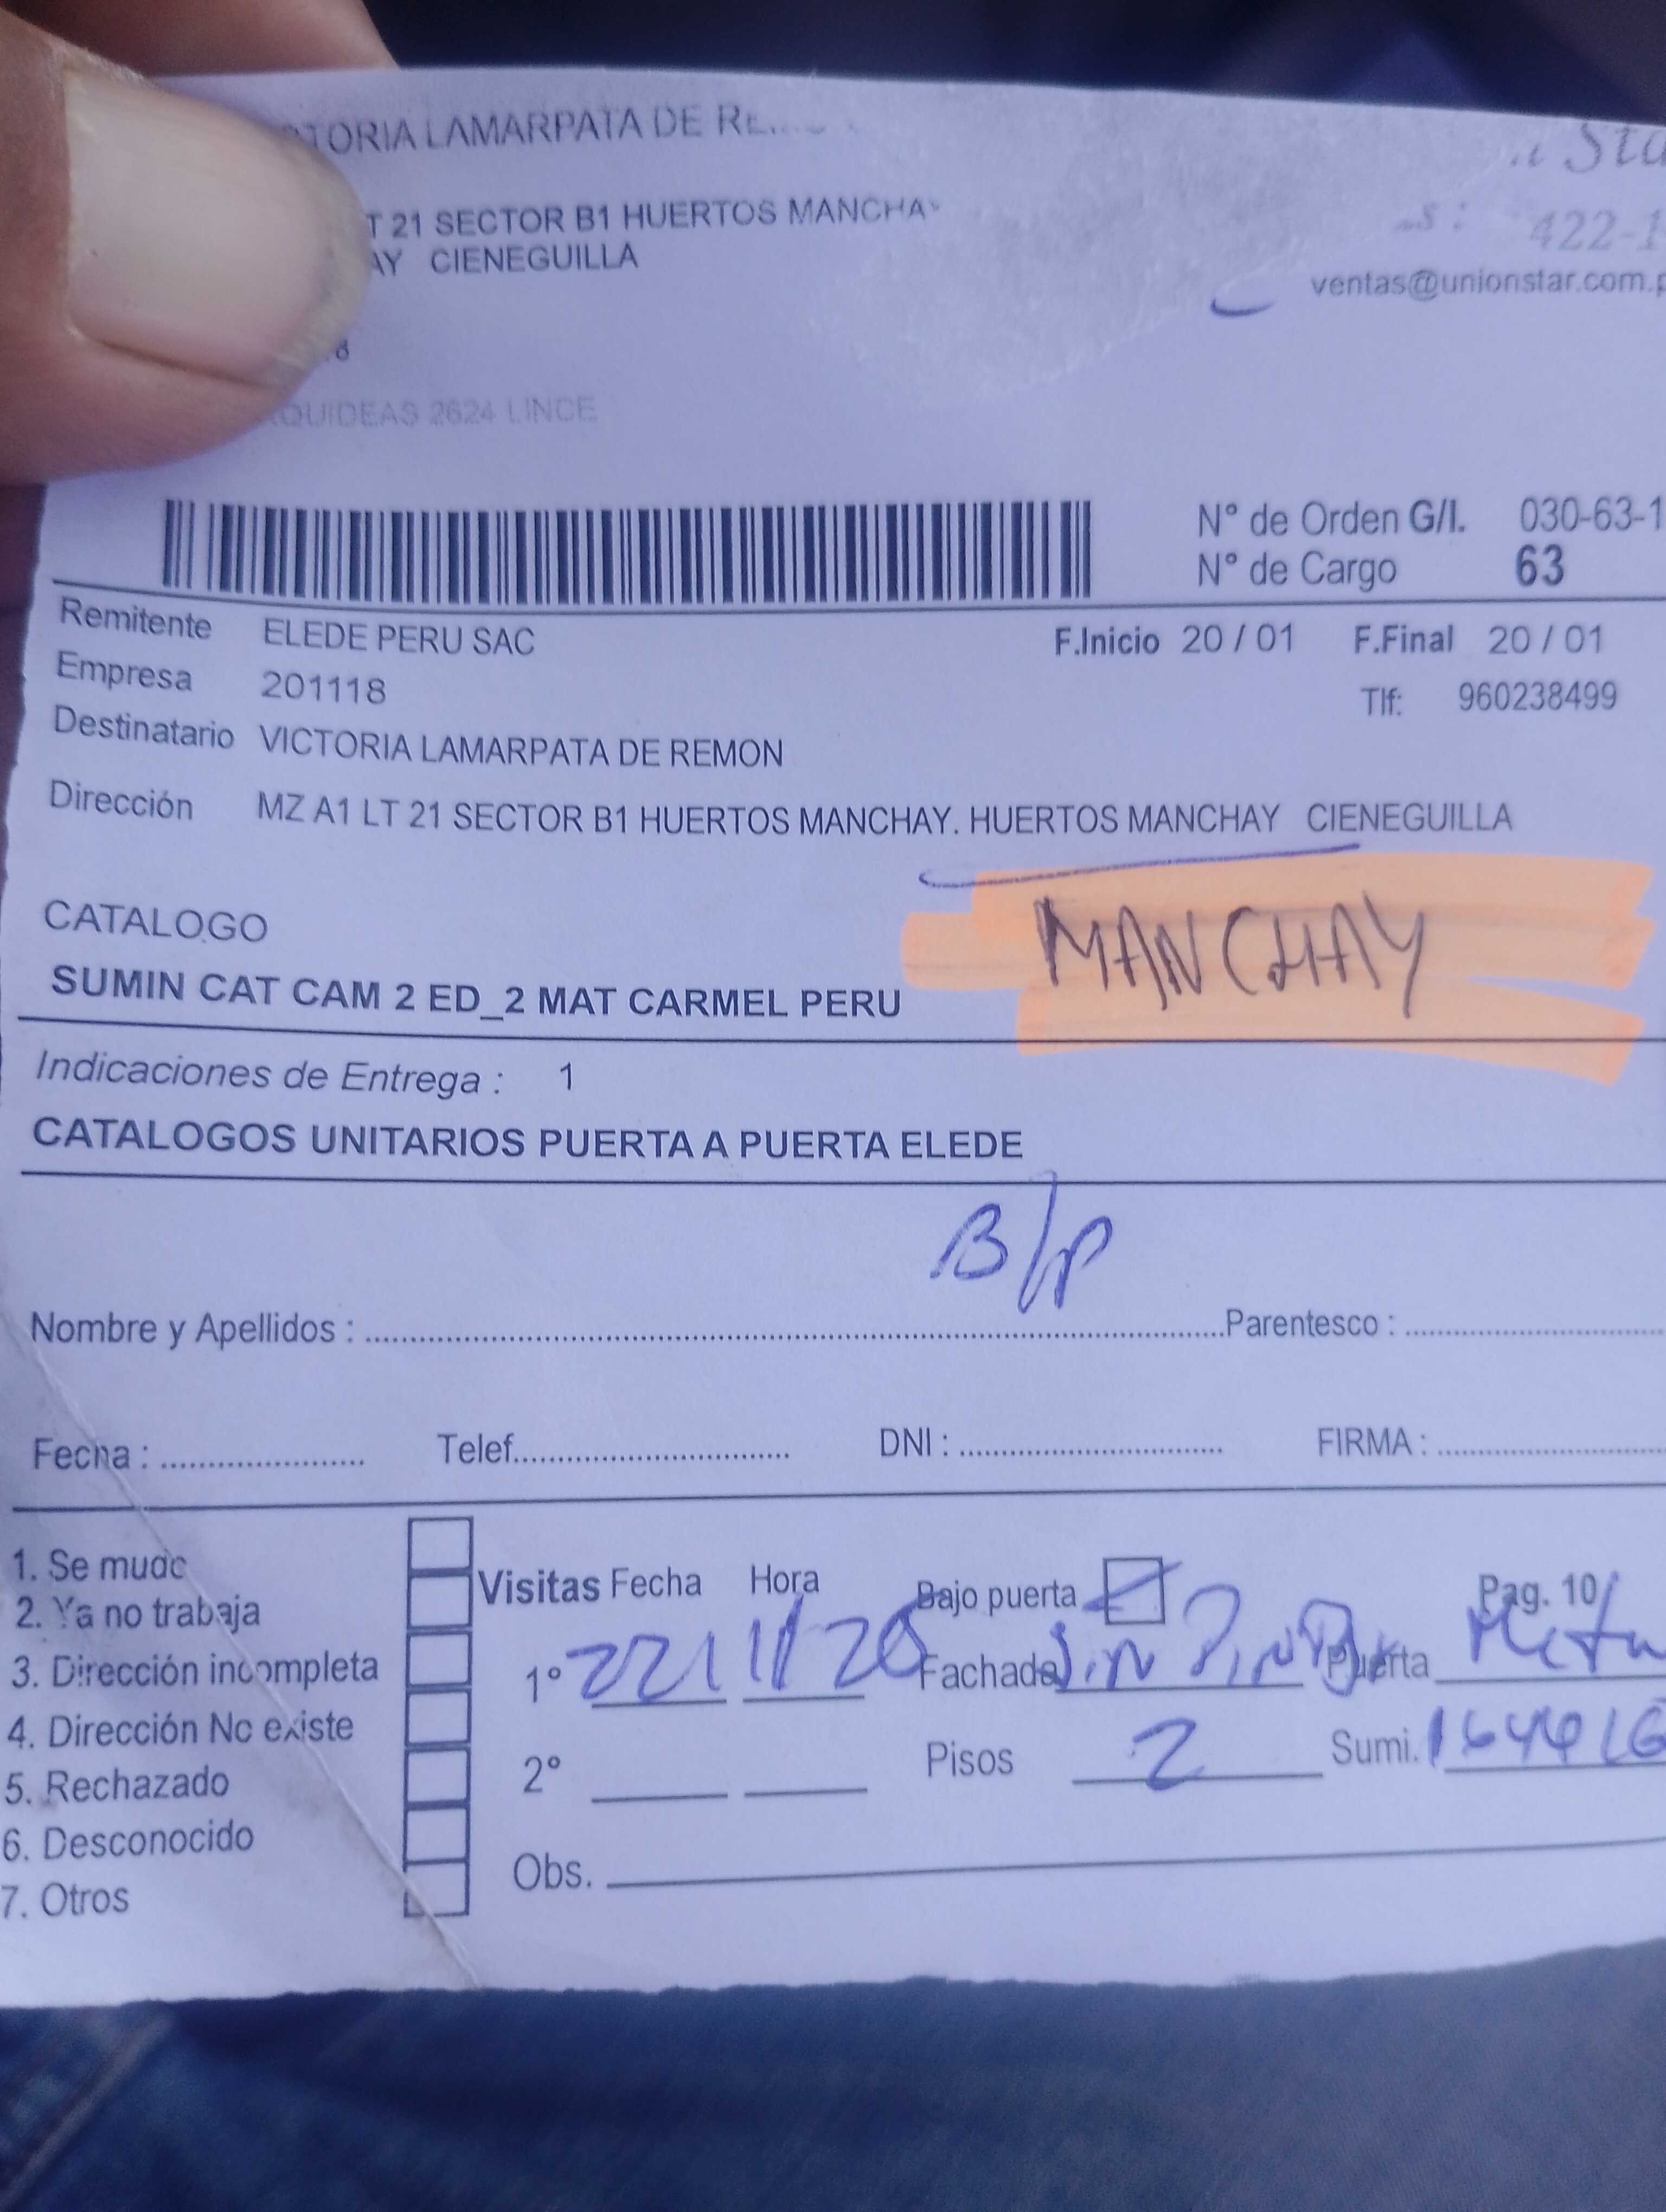 TORIA LAMARPATA DE RE
T 21 SECTOR B1 HUERTOS MANCHAY
AY CIENEGUILLA
422-1
ventas@unionstar.com.p
QUIDEAS 2624 LINCE
N° de Orden G/I. 030-63-1
N° de Cargo 63
Remitente ELEDE PERU SAC F.Inicio 20 / 01 F.Final 20 / 01
Empresa 201118 Tlf: 960238499
Destinatario VICTORIA LAMARPATA DE REMON
Dirección MZ A1 LT 21 SECTOR B1 HUERTOS MANCHAY. HUERTOS MANCHAY CIENEGUILLA
MANCHAY
CATALOGO
SUMIN CAT CAM 2 ED_2 MAT CARMEL PERU
Indicaciones de Entrega : 1
CATALOGOS UNITARIOS PUERTA A PUERTA ELEDE
B/P
Nombre y Apellidos : Parentesco :
Fecha : Telef. DNI : FIRMA :
1. Se mudo
2. Ya no trabaja
3. Dirección incompleta
4. Dirección No existe
5. Rechazado
6. Desconocido
7. Otros
Visitas Fecha Hora Bajo puerta Pag. 10/
1° Fachada Sin Puerta
2° Pisos 2 Sumi.
Obs.